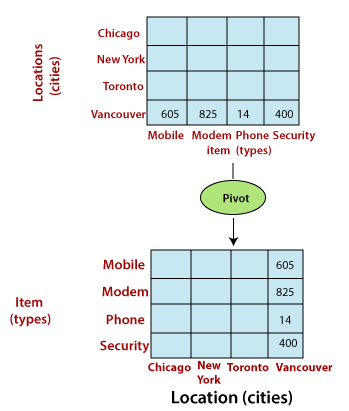 Locations
(cities)
Chicago
New York
Toronto
Vancouver 605 825 14 400
Mobile Modem Phone Security
item (types)
Pivot
Item
(types)
Mobile 605
Modem 825
Phone 14
Security 400
Chicago New York Toronto Vancouver
Location (cities)